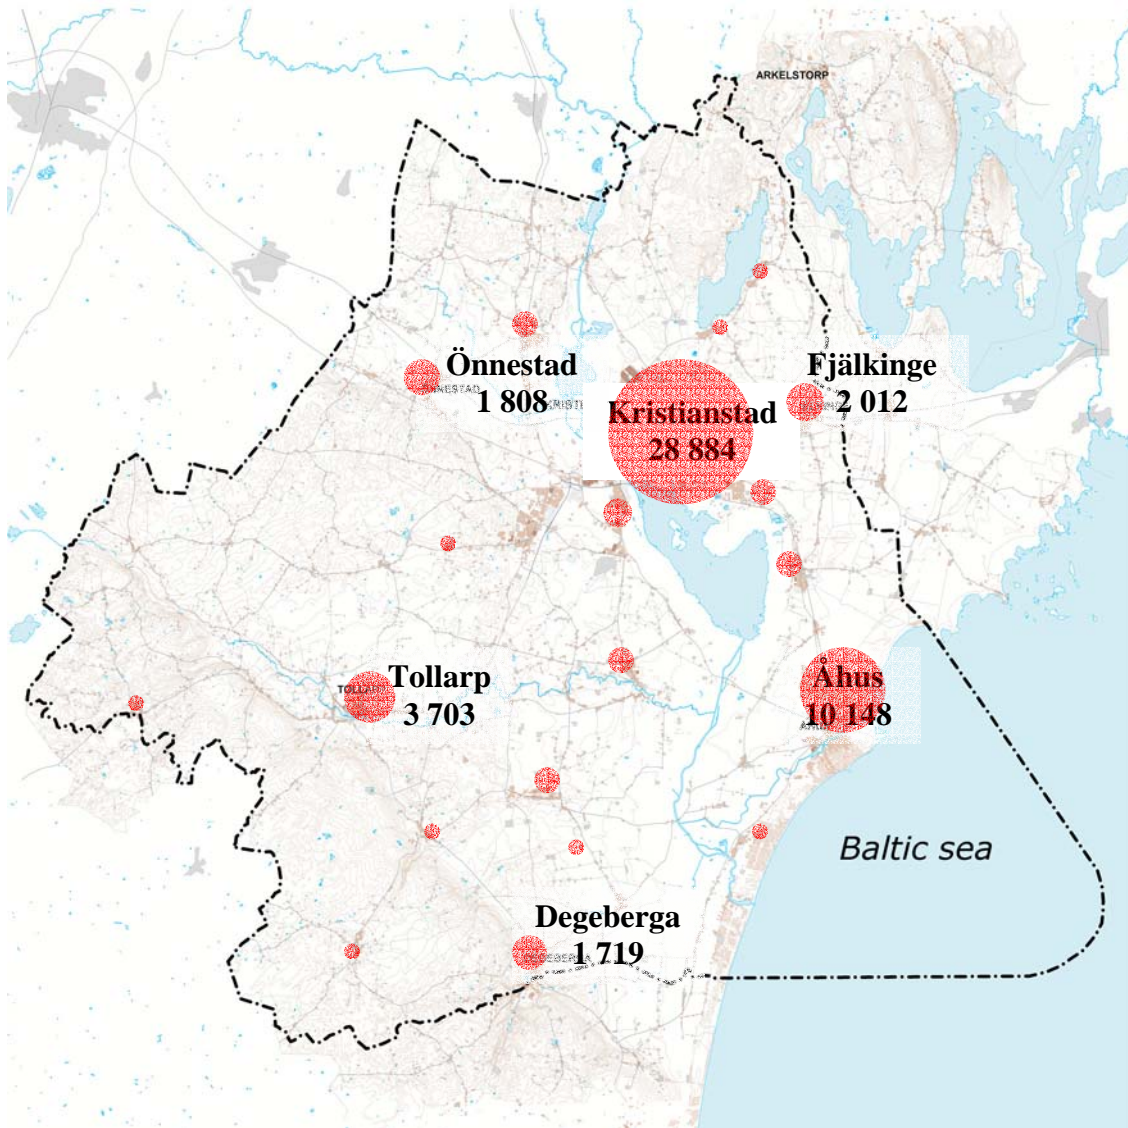 ARKELSTORP
Önnestad
1 808
Fjälkinge
2 012
Kristianstad
28 884
Tollarp
3 703
Åhus
10 148
Baltic sea
Degeberga
1 719